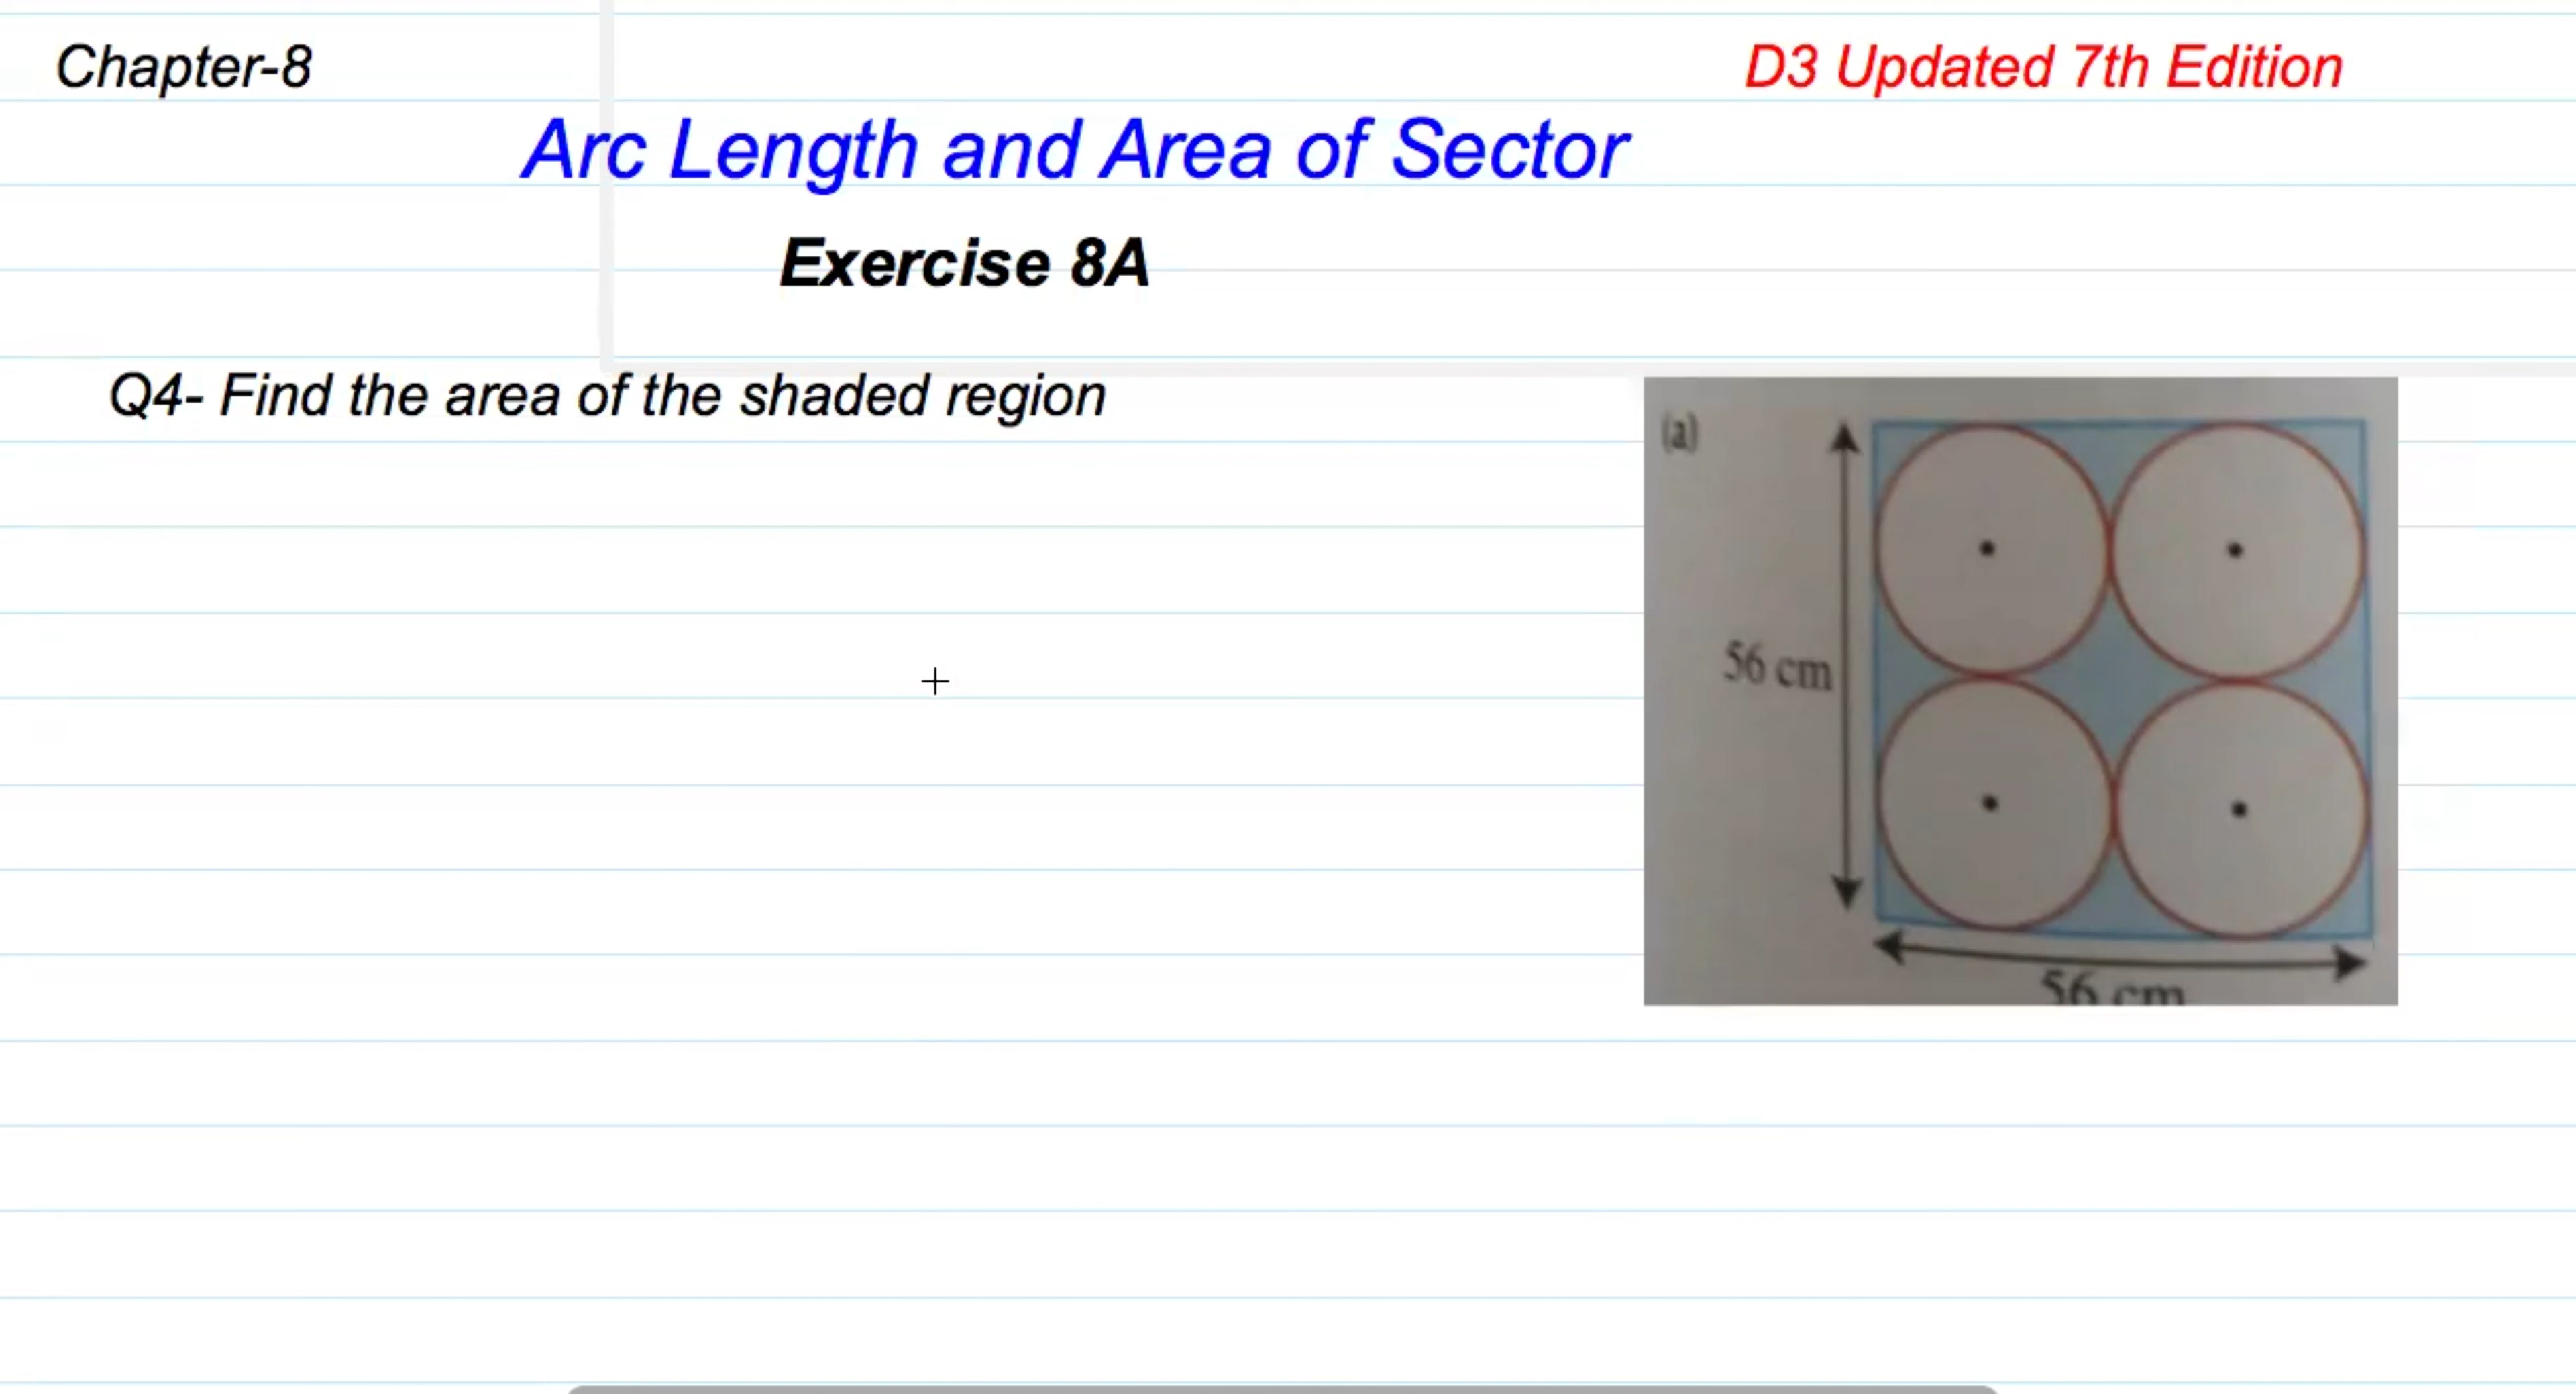 Chapter-8
D3 Updated 7th Edition
Arc Length and Area of Sector
Exercise 8A
Q4- Find the area of the shaded region
(a)
56 cm
56 cm